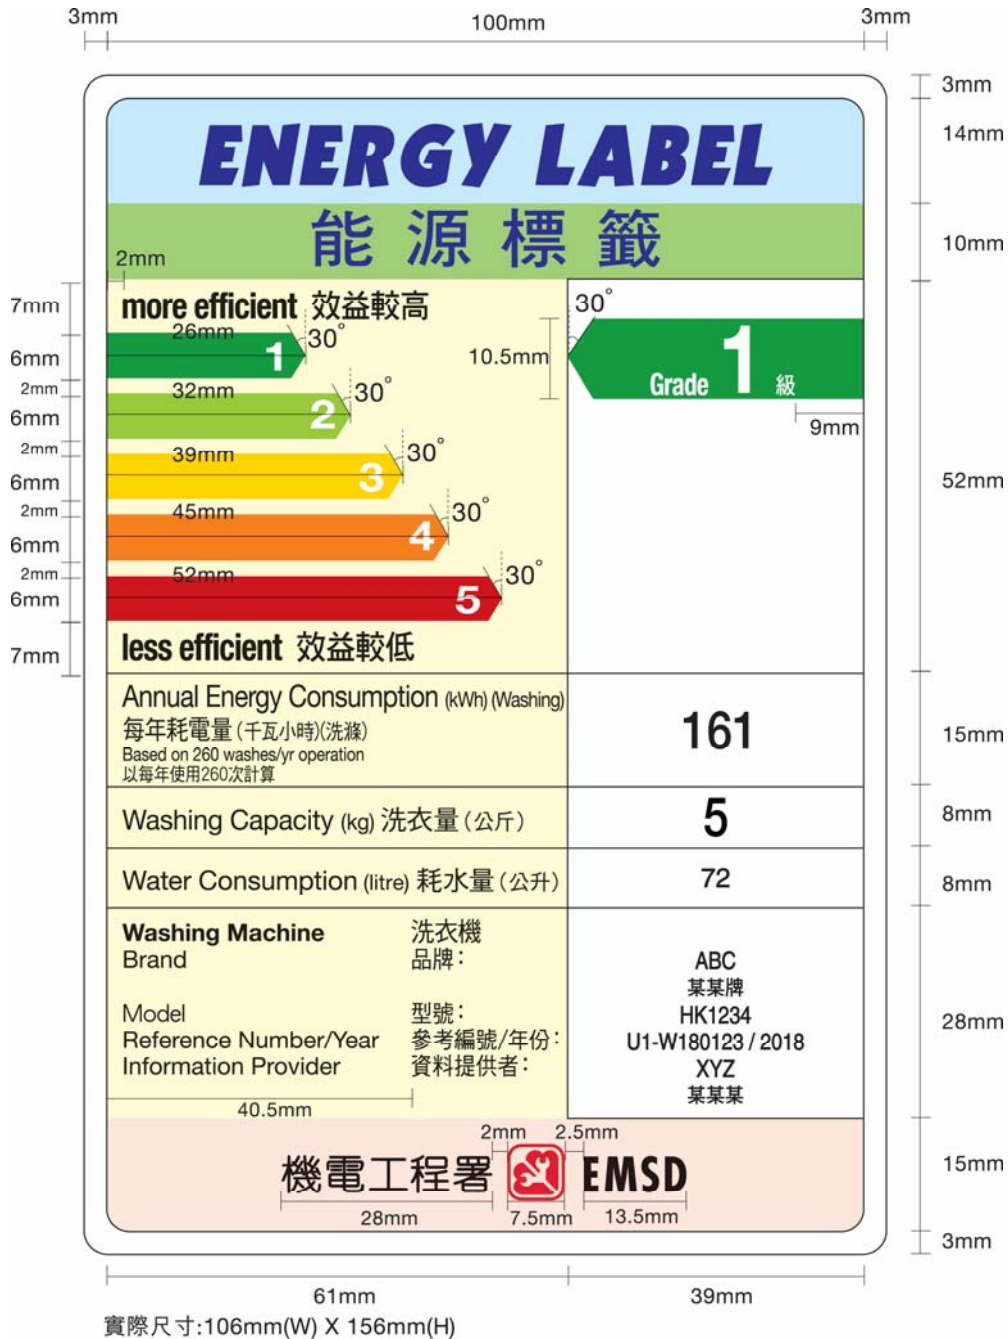 3mm 100mm 3mm
3mm
ENERGY LABEL
14mm
能源標籤
10mm
2mm
7mm
more efficient 效益較高
30°
26mm 30°
6mm 1
10.5mm
Grade 1 級
2mm
32mm 30°
6mm 2
9mm
2mm
39mm 30°
6mm 3
52mm
2mm
45mm 30°
6mm 4
2mm
52mm 30°
6mm 5
7mm
less efficient 效益較低
Annual Energy Consumption (kWh) (Washing)
每年耗電量 (千瓦小時)(洗滌)
161
15mm
Based on 260 washes/yr operation
以每年使用260次計算
Washing Capacity (kg) 洗衣量 (公斤)
5
8mm
Water Consumption (litre) 耗水量 (公升)
72
8mm
Washing Machine 洗衣機
Brand 品牌:
ABC
某某牌
Model 型號:
HK1234
Reference Number/Year 參考編號/年份:
U1-W180123 / 2018
28mm
Information Provider 資料提供者:
XYZ
某某某
40.5mm
2mm 2.5mm
機電工程署 EMSD
15mm
28mm 7.5mm 13.5mm
3mm
61mm 39mm
實際尺寸:106mm(W) X 156mm(H)